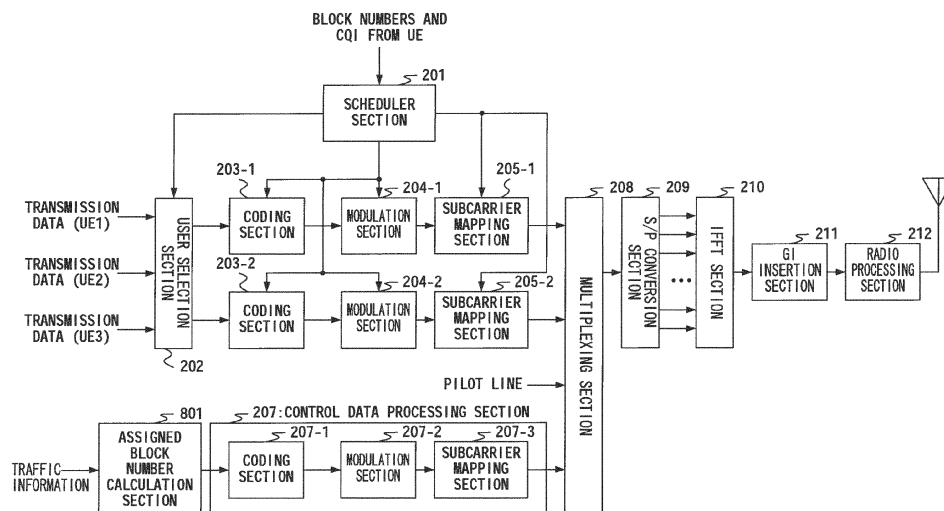 BLOCK NUMBERS AND
CQI FROM UE
201
SCHEDULER
SECTION
203-1
204-1
205-1
208
209
210
TRANSMISSION
DATA (UE1)
TRANSMISSION
DATA (UE2)
TRANSMISSION
DATA (UE3)
USER SELECTION
SECTION
202
CODING
SECTION
MODULATION
SECTION
SUBCARRIER
MAPPING
SECTION
203-2
204-2
205-2
CODING
SECTION
MODULATION
SECTION
SUBCARRIER
MAPPING
SECTION
MULTIPLEXING SECTION
S/P CONVERSION
SECTION
IFFT SECTION
211
GI
INSERTION
SECTION
212
RADIO
PROCESSING
SECTION
PILOT LINE
801
207:CONTROL DATA PROCESSING SECTION
TRAFFIC
INFORMATION
ASSIGNED
BLOCK
NUMBER
CALCULATION
SECTION
207-1
207-2
207-3
CODING
SECTION
MODULATION
SECTION
SUBCARRIER
MAPPING
SECTION